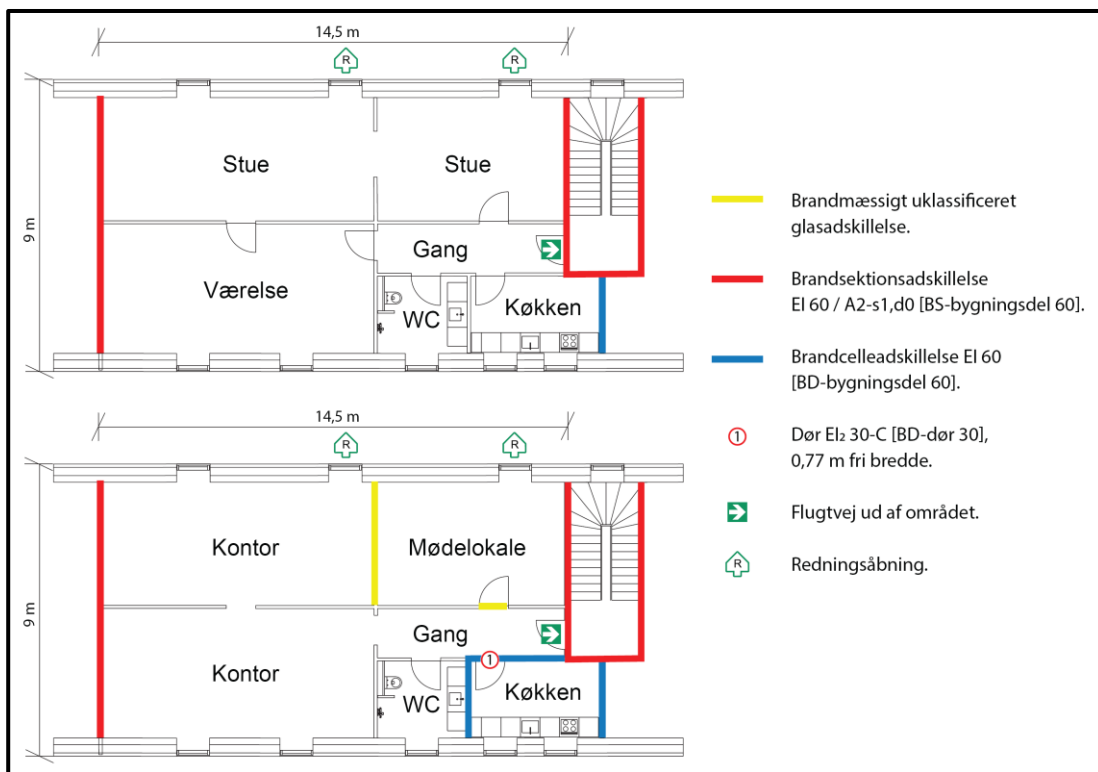 14,5 m
R
R
9 m
Stue
Stue
Gang
Værelse
WC
Køkken
14,5 m
R
R
9 m
Kontor
Mødelokale
Gang
Kontor
1
WC
Køkken
Brandmæssigt uklassificeret
glasadskillelse.
Brandsektionsadskillelse
EI 60 / A2-s1,d0 [BS-bygningsdel 60].
Brandcelleadskillelse EI 60
[BD-bygningsdel 60].
1 Dør EI₂ 30-C [BD-dør 30],
0,77 m fri bredde.
Flugtvej ud af området.
R Redningsåbning.